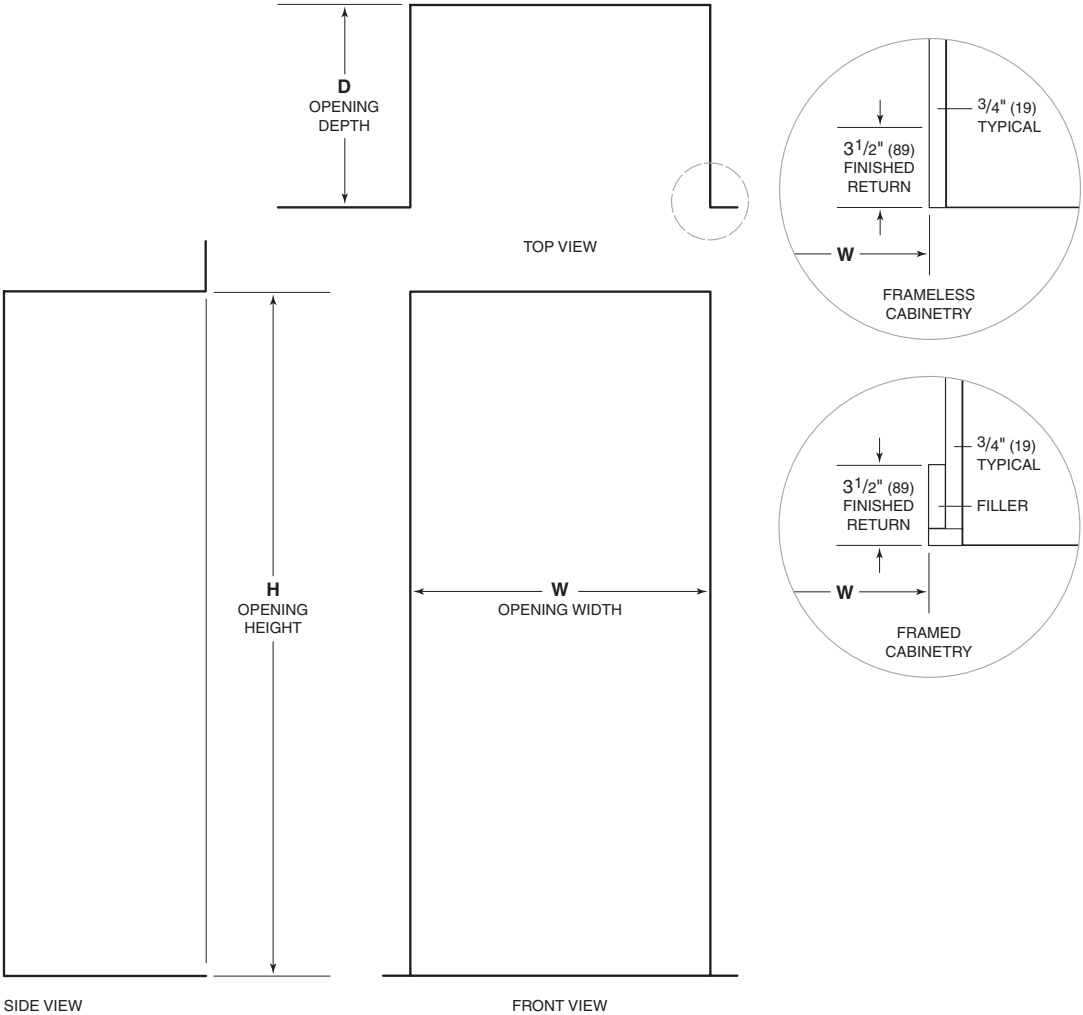 D
OPENING
DEPTH
TOP VIEW
3/4" (19)
TYPICAL
3 1/2" (89)
FINISHED
RETURN
W
FRAMELESS
CABINETRY
3/4" (19)
TYPICAL
3 1/2" (89)
FINISHED
RETURN
FILLER
W
FRAMED
CABINETRY
H
OPENING
HEIGHT
W
OPENING WIDTH
SIDE VIEW
FRONT VIEW